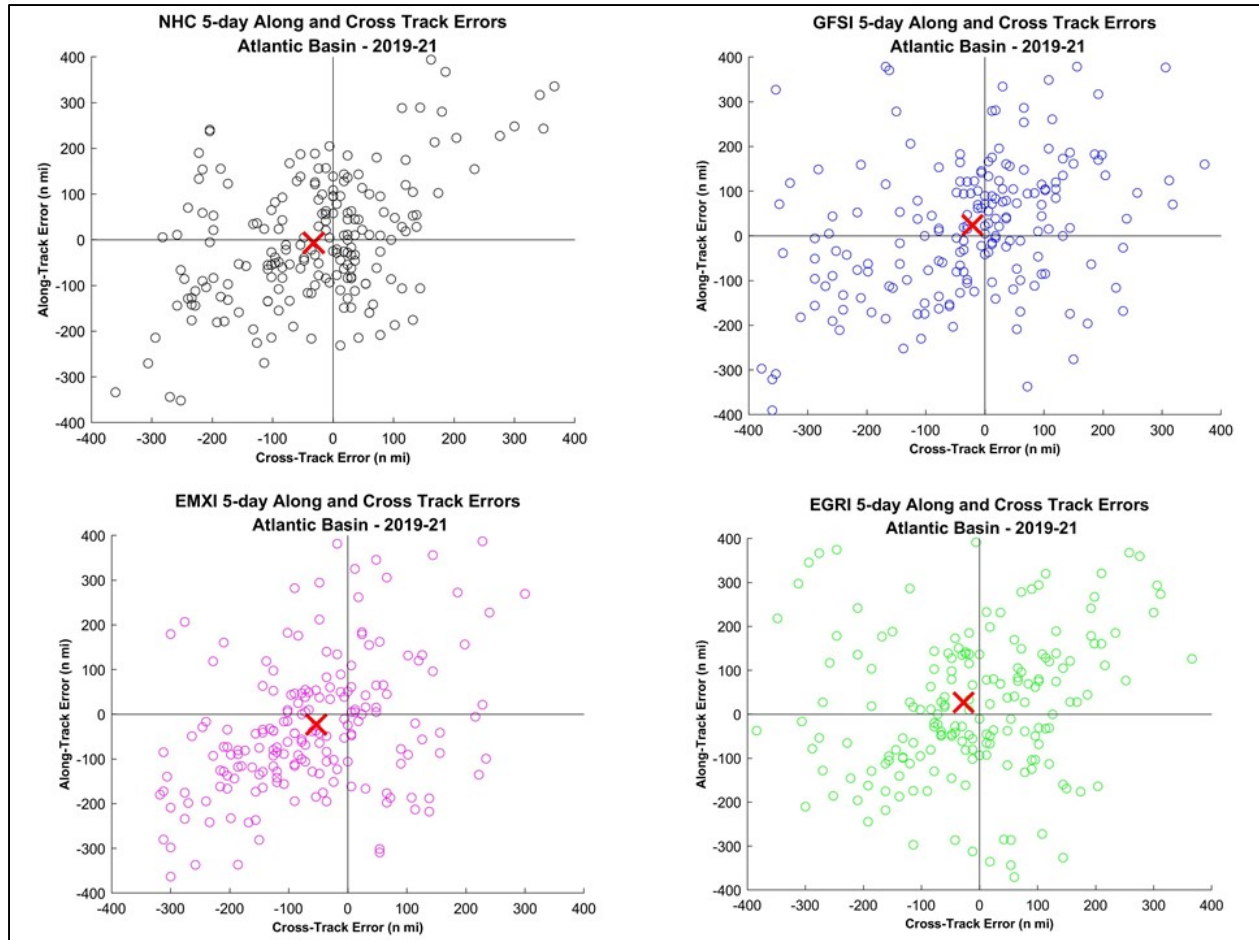 NHC 5-day Along and Cross Track Errors
Atlantic Basin - 2019-21
400
300
200
100
0
-100
-200
-300
-400
Along-Track Error (n mi)
-400 -300 -200 -100 0 100 200 300 400
Cross-Track Error (n mi)
GFSI 5-day Along and Cross Track Errors
Atlantic Basin - 2019-21
400
300
200
100
0
-100
-200
-300
-400
Along-Track Error (n mi)
-400 -300 -200 -100 0 100 200 300 400
Cross-Track Error (n mi)
EMXI 5-day Along and Cross Track Errors
Atlantic Basin - 2019-21
400
300
200
100
0
-100
-200
-300
-400
Along-Track Error (n mi)
-400 -300 -200 -100 0 100 200 300 400
Cross-Track Error (n mi)
EGRI 5-day Along and Cross Track Errors
Atlantic Basin - 2019-21
400
300
200
100
0
-100
-200
-300
-400
Along-Track Error (n mi)
-400 -300 -200 -100 0 100 200 300 400
Cross-Track Error (n mi)